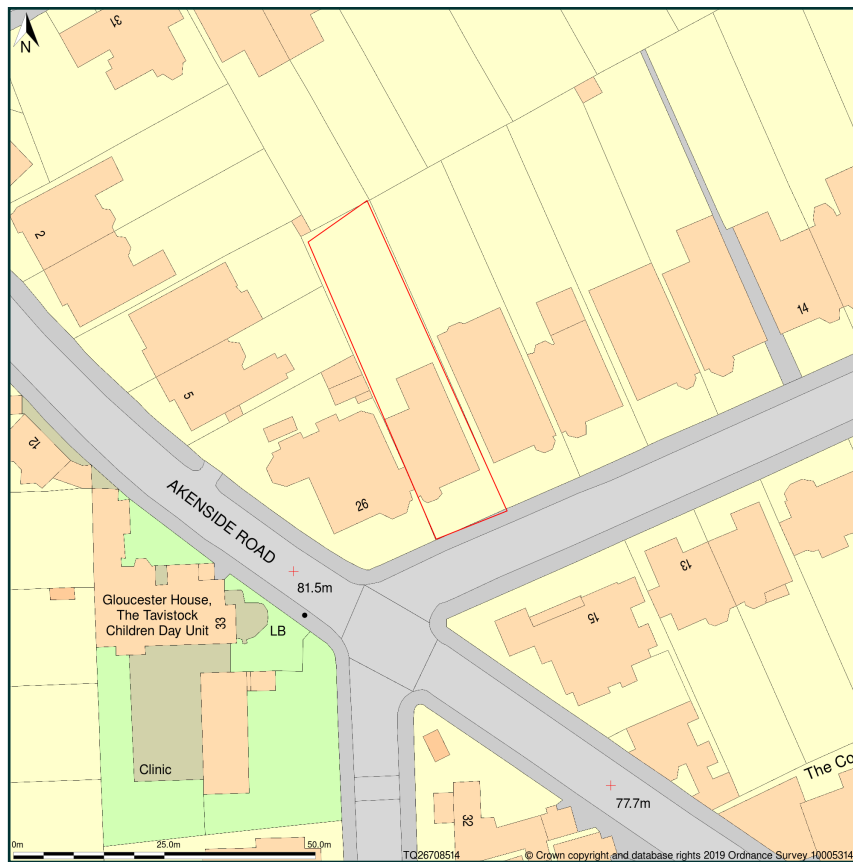 31
N
2
14
5
12
26
AKENSIDE ROAD
81.5m
13
15
Gloucester House,
The Tavistock
Children Day Unit
33
LB
Clinic
The Co
77.7m
32
0m
25.0m
50.0m
TQ26708514
© Crown copyright and database rights 2019 Ordnance Survey 10005314